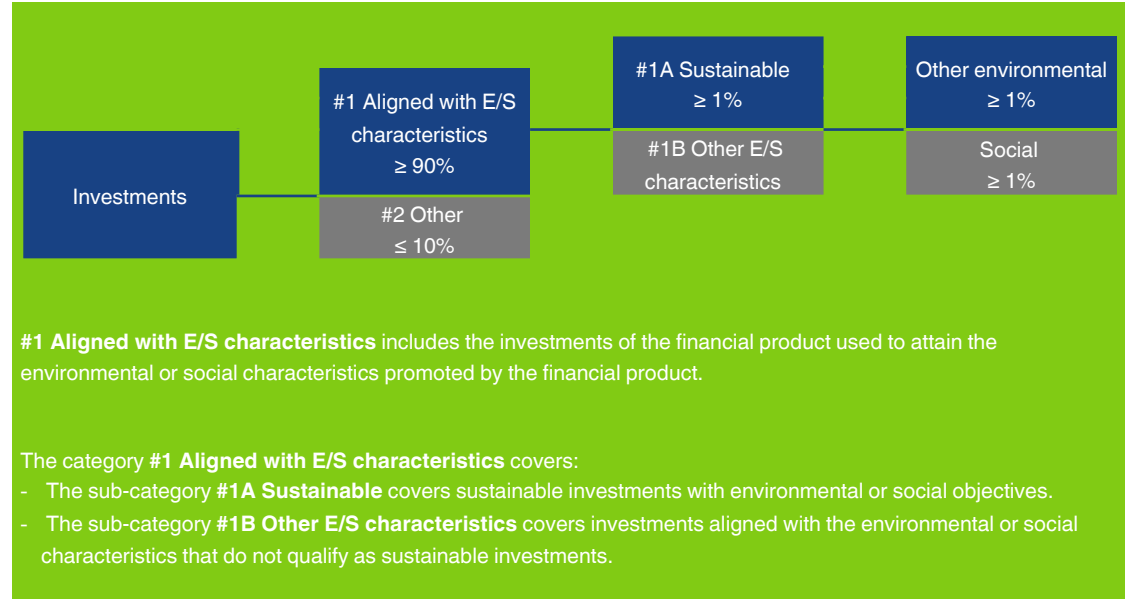 Investments
#1 Aligned with E/S
characteristics
≥ 90%
#2 Other
≤ 10%
#1A Sustainable
≥ 1%
#1B Other E/S
characteristics
Other environmental
≥ 1%
Social
≥ 1%
#1 Aligned with E/S characteristics includes the investments of the financial product used to attain the
environmental or social characteristics promoted by the financial product.
The category #1 Aligned with E/S characteristics covers:
- The sub-category #1A Sustainable covers sustainable investments with environmental or social objectives.
- The sub-category #1B Other E/S characteristics covers investments aligned with the environmental or social
characteristics that do not qualify as sustainable investments.